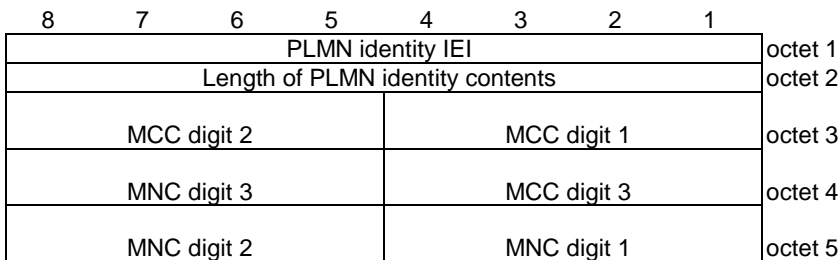 8 7 6 5 4 3 2 1
PLMN identity IEI octet 1
Length of PLMN identity contents octet 2
MCC digit 2 MCC digit 1 octet 3
MNC digit 3 MCC digit 3 octet 4
MNC digit 2 MNC digit 1 octet 5